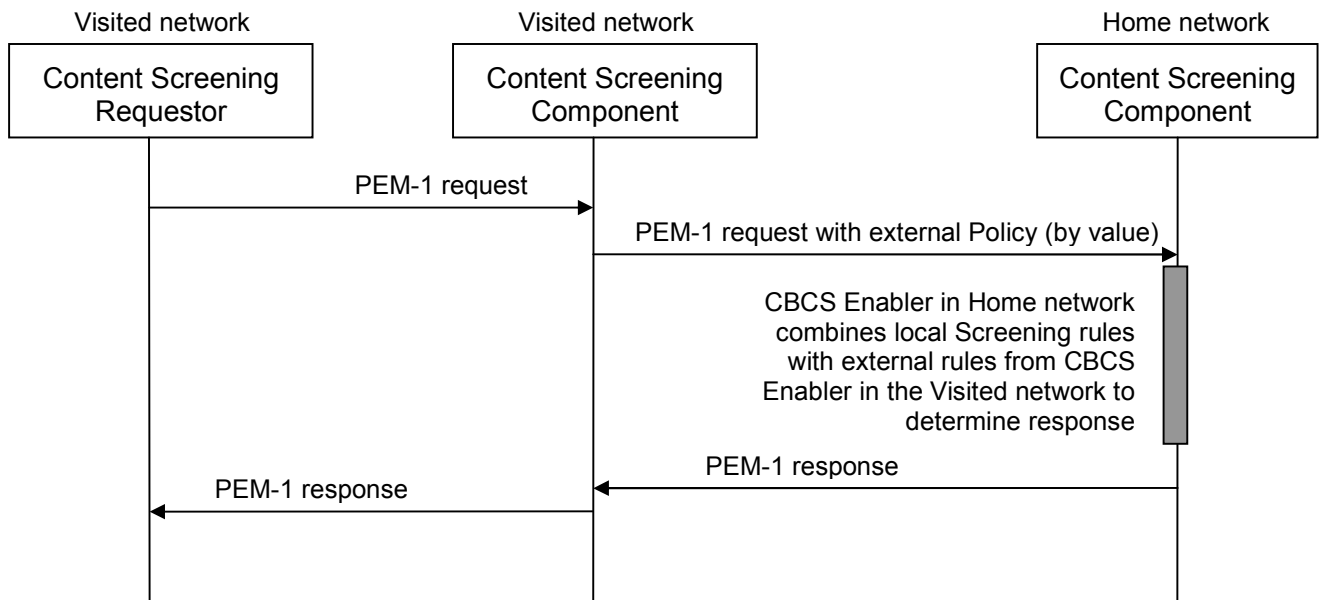 Visited network
Visited network
Home network
Content Screening
Requestor
Content Screening
Component
Content Screening
Component
PEM-1 request
PEM-1 request with external Policy (by value)
CBCS Enabler in Home network
combines local Screening rules
with external rules from CBCS
Enabler in the Visited network to
determine response
PEM-1 response
PEM-1 response